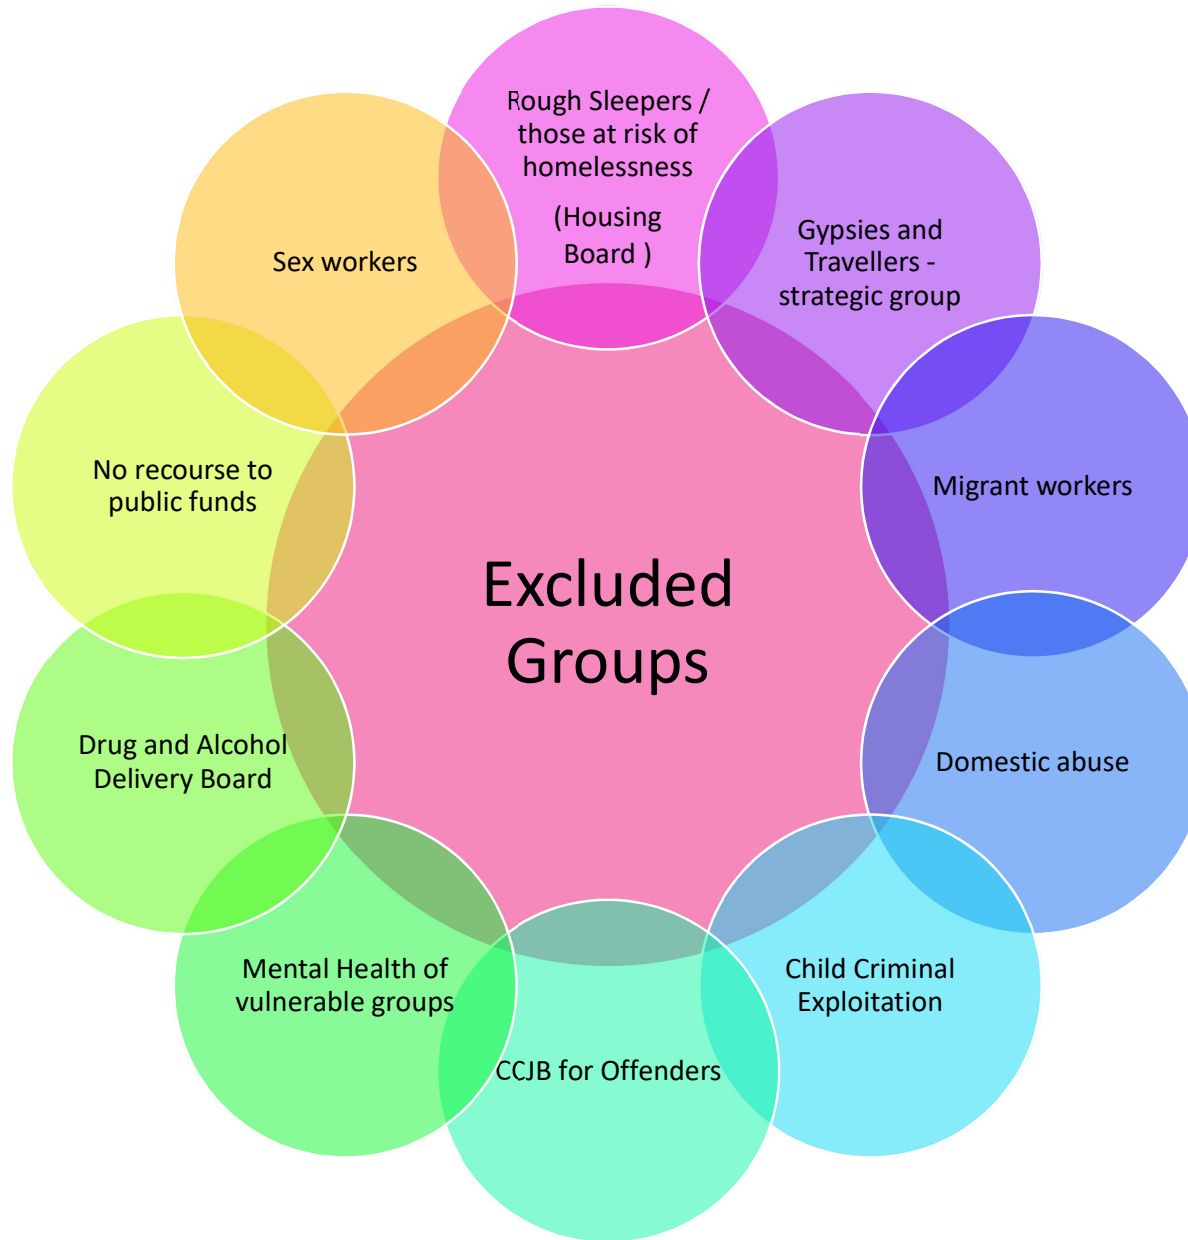 Rough Sleepers /
those at risk of
homelessness
(Housing
Board )
Gypsies and
Travellers -
strategic group
Migrant workers
Domestic abuse
Child Criminal
Exploitation
CCJB for Offenders
Mental Health of
vulnerable groups
Drug and Alcohol
Delivery Board
No recourse to
public funds
Sex workers
Excluded
Groups